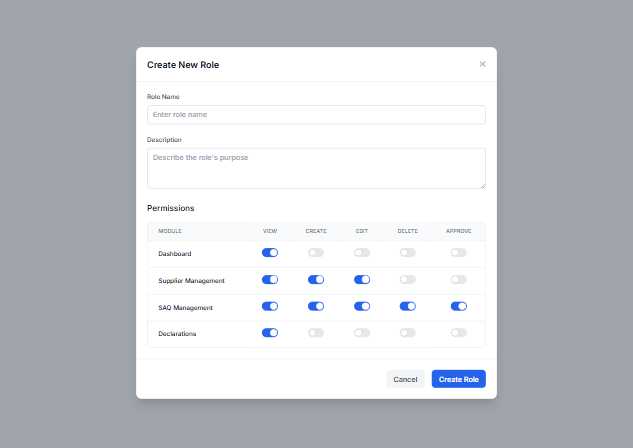 Create New Role
Role Name
Enter role name
Description
Describe the role's purpose
Permissions
MODULE VIEW CREATE EDIT DELETE APPROVE
Dashboard
Supplier Management
SAQ Management
Declarations
Cancel Create Role